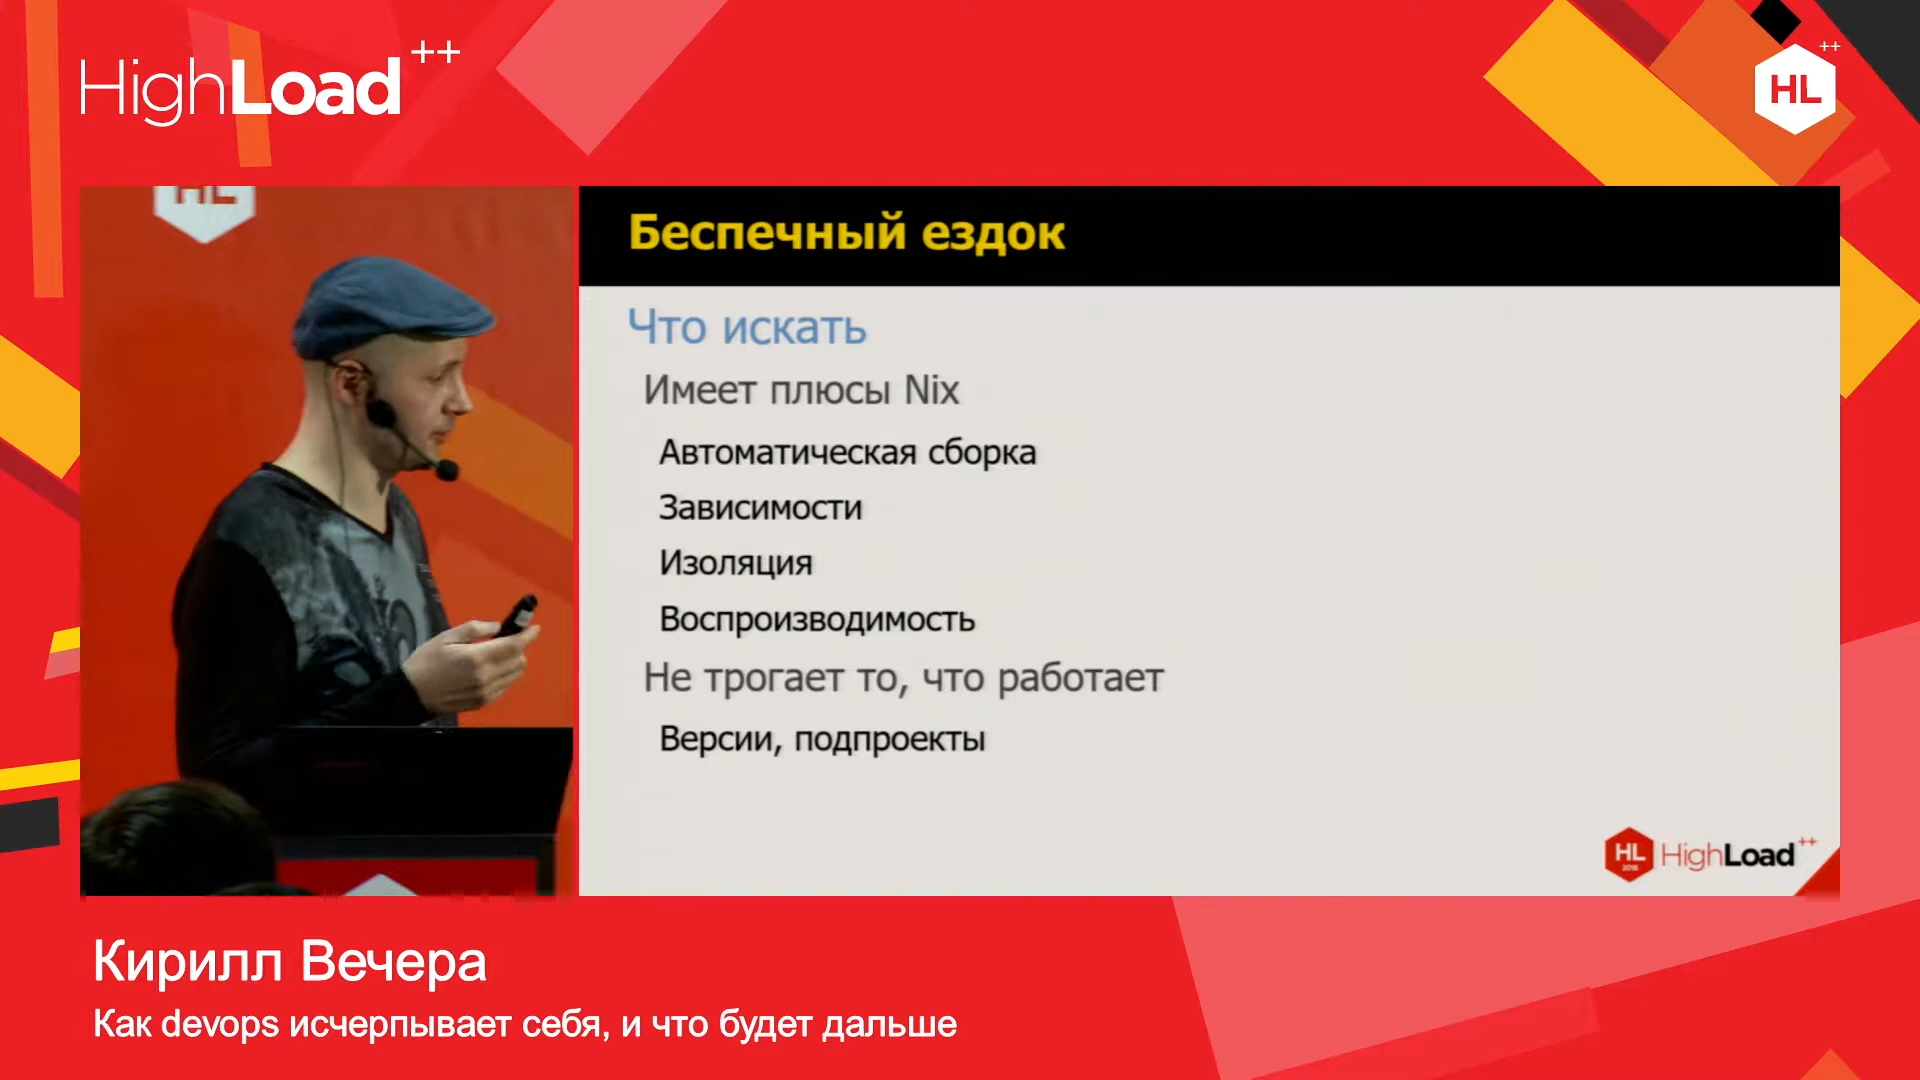 HighLoad++
HL++
HL
Беспечный ездок
Что искать
Имеет плюсы Nix
Автоматическая сборка
Зависимости
Изоляция
Воспроизводимость
Не трогает то, что работает
Версии, подпроекты
HL
HighLoad++
Кирилл Вечера
Как devops исчерпывает себя, и что будет дальше